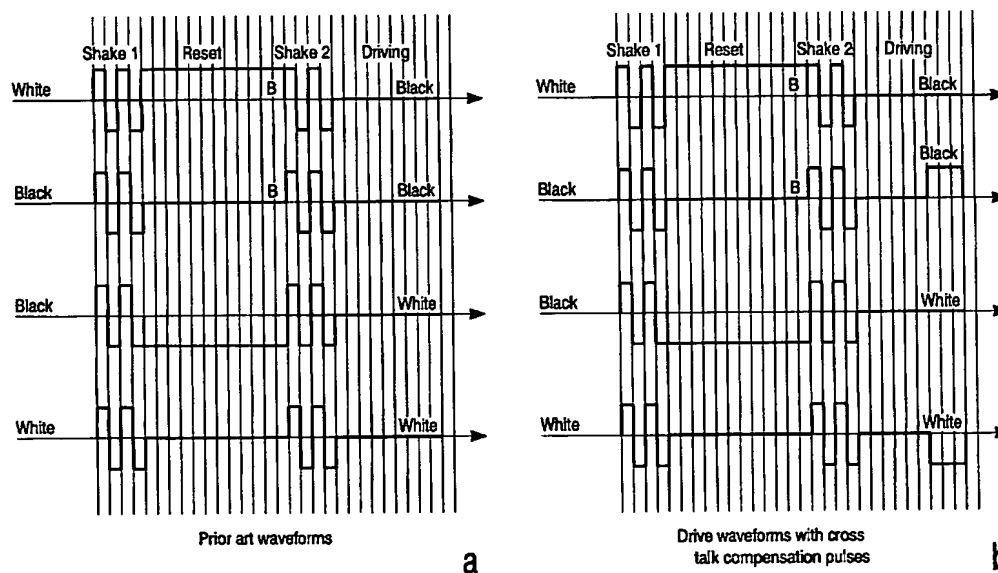 Shake 1 Reset Shake 2 Driving
White B Black
Black B Black
Black White
White White
Prior art waveforms
a
Shake 1 Reset Shake 2 Driving
White B Black
Black
Black B
Black White
White White
Drive waveforms with cross
talk compensation pulses